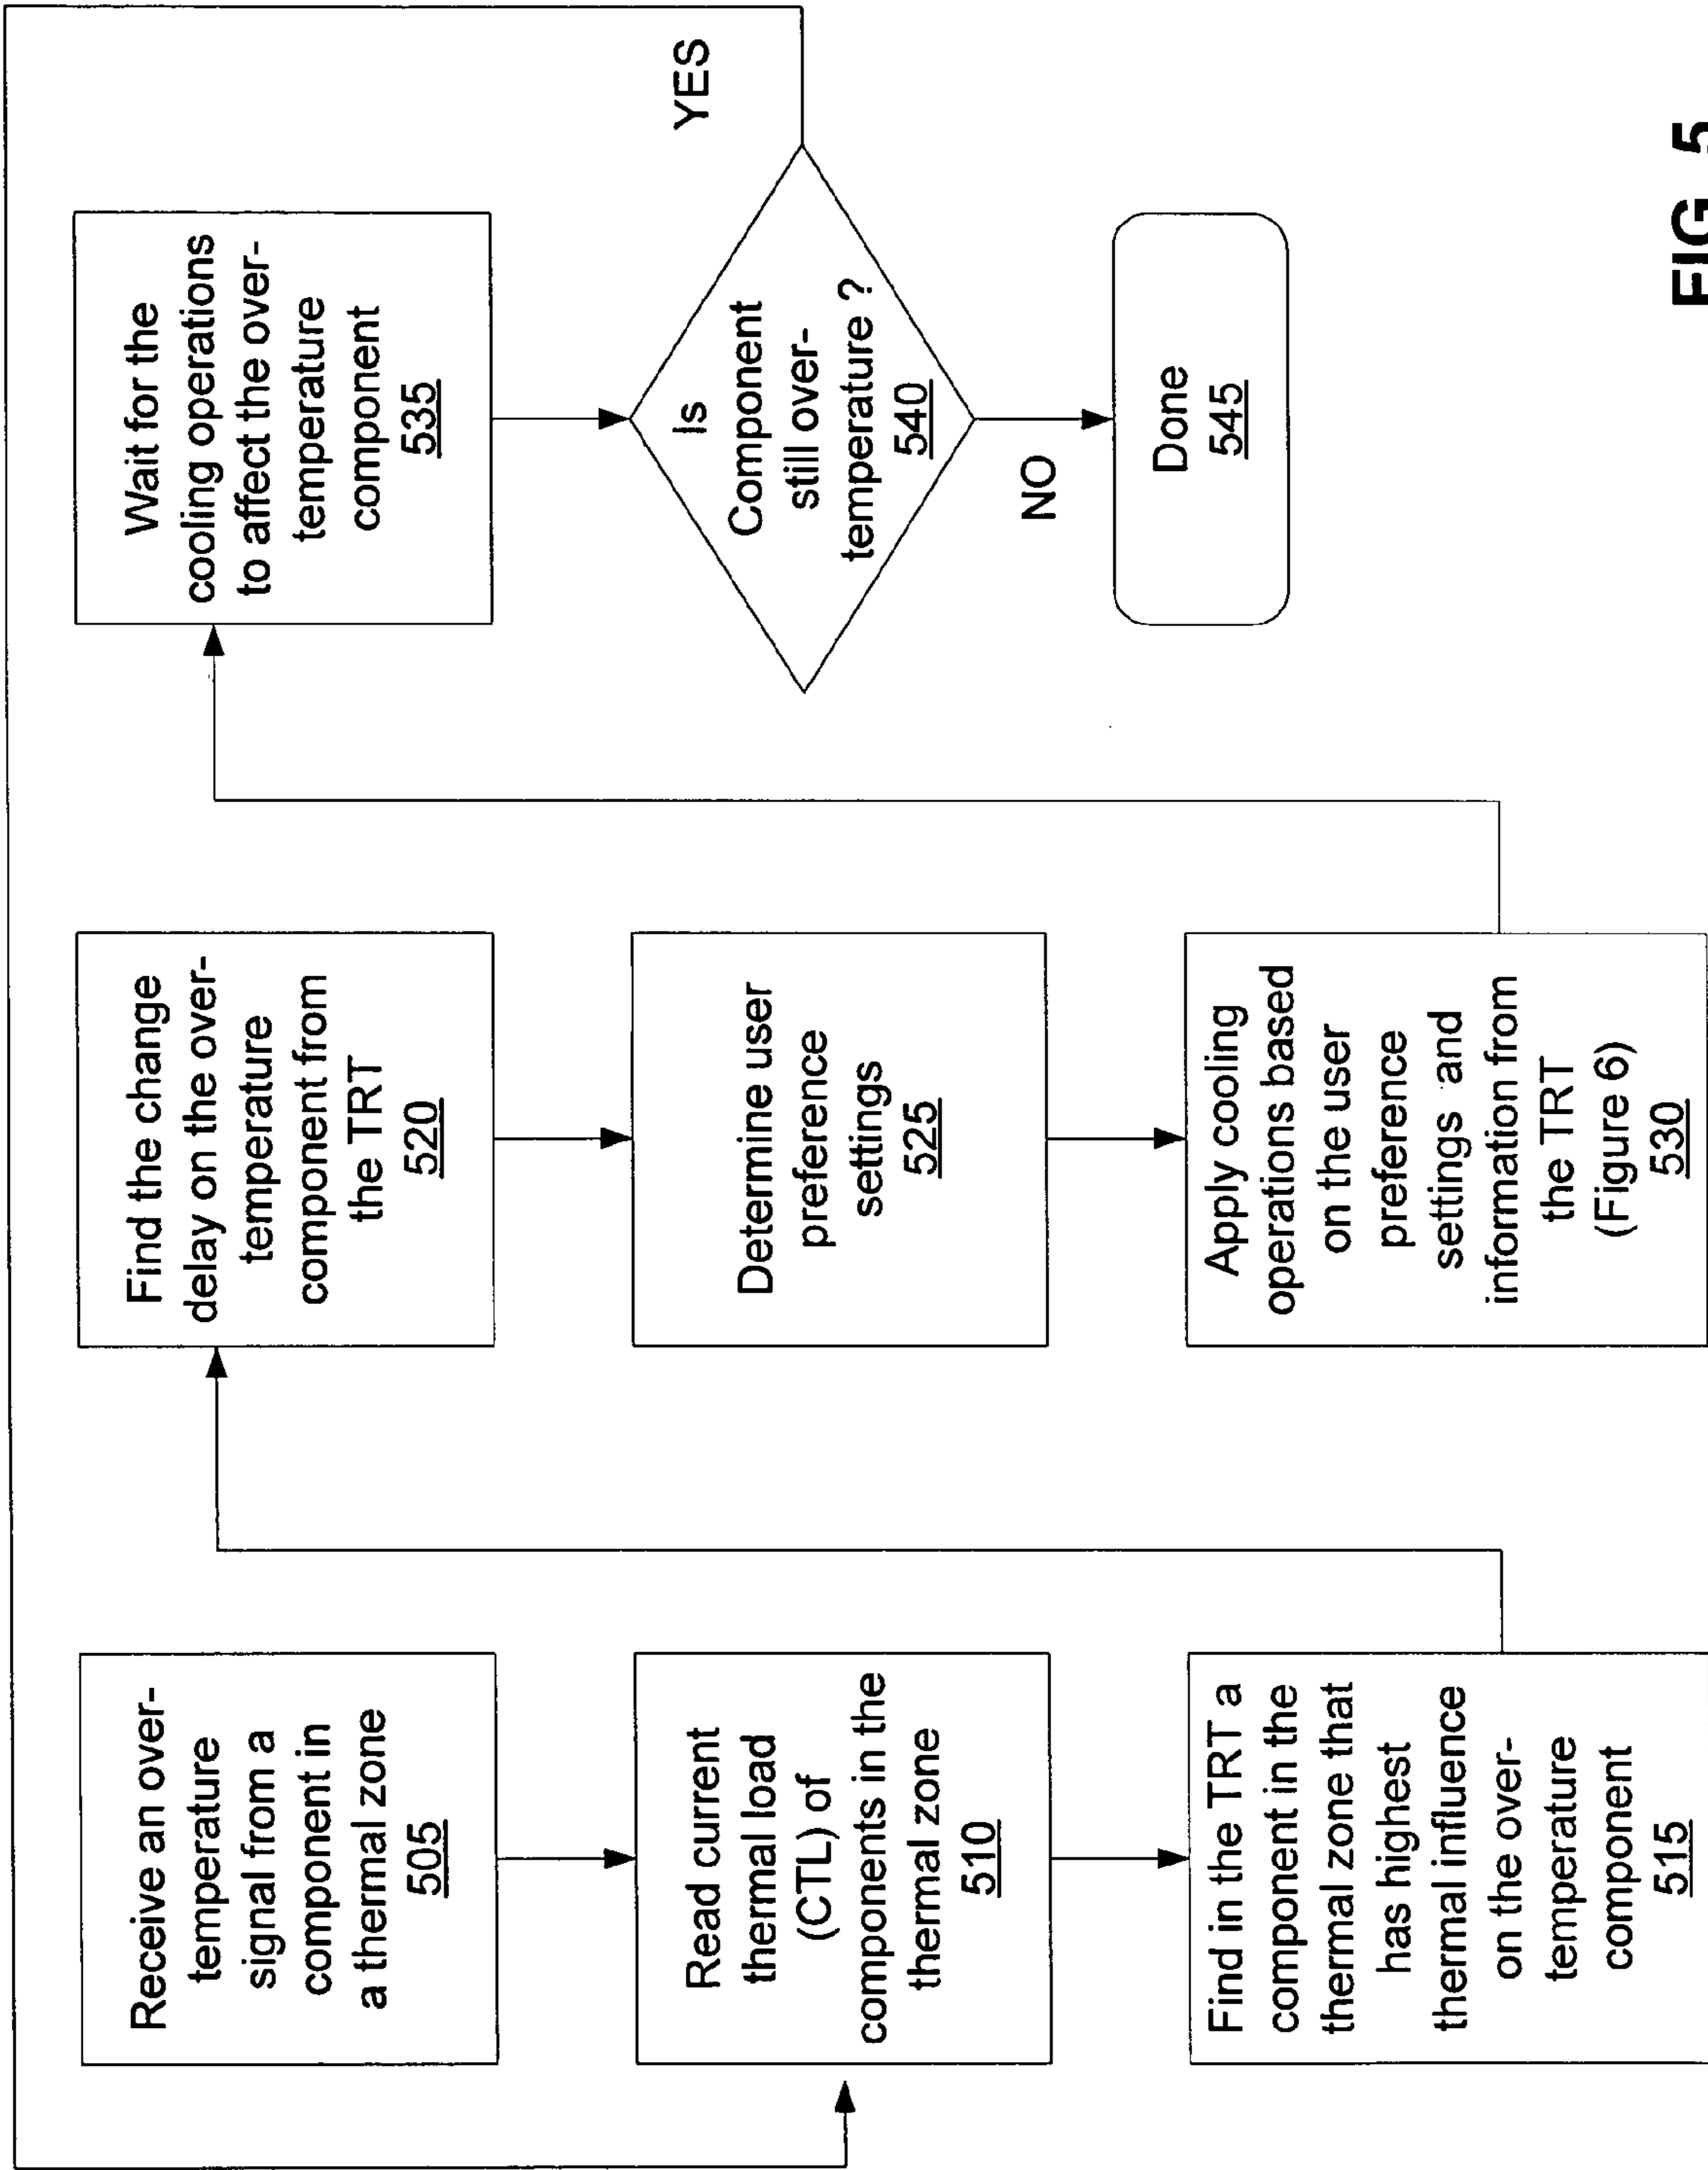 Receive an over-
temperature
signal from a
component in
a thermal zone
505
Read current
thermal load
(CTL) of
components in the
thermal zone
510
Find in the TRT a
component in the
thermal zone that
has highest
thermal influence
on the over-
temperature
component
515
Find the change
delay on the over-
temperature
component from
the TRT
520
Determine user
preference
settings
525
Apply cooling
operations based
on the user
preference
settings and
information from
the TRT
(Figure 6)
530
Wait for the
cooling operations
to affect the over-
temperature
component
535
Is
Component
still over-
temperature ?
540
YES
NO
Done
545
FIG. 5